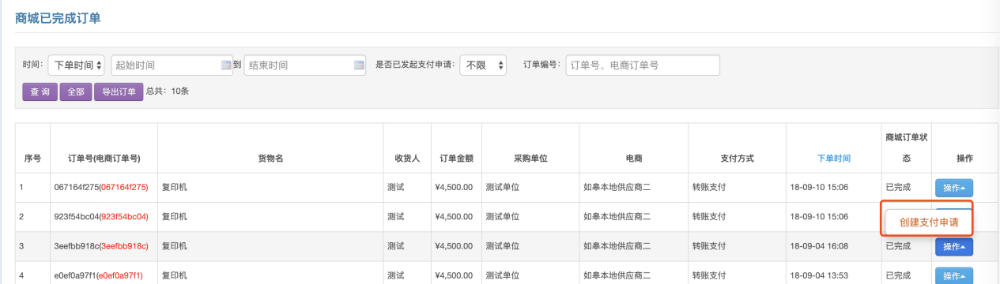 商城已完成订单
时间： 下单时间 起始时间 到 结束时间 是否已发起支付申请： 不限 订单编号： 订单号、电商订单号
查 询 全部 导出订单 总共：10条
序号 订单号(电商订单号) 货物名 收货人 订单金额 采购单位 电商 支付方式 下单时间 商城订单状态 操作
1 067164f275(067164f275) 复印机 测试 ¥4,500.00 测试单位 如皋本地供应商二 转账支付 18-09-10 15:06 已完成 操作
2 923f54bc04(923f54bc04) 复印机 测试 ¥4,500.00 测试单位 如皋本地供应商二 转账支付 18-09-10 15:06
创建支付申请
3 3eefbb918c(3eefbb918c) 复印机 测试 ¥4,500.00 测试单位 如皋本地供应商二 转账支付 18-09-04 16:08 已完成 操作
4 e0ef0a97f1(e0ef0a97f1) 复印机 测试 ¥4,500.00 测试单位 如皋本地供应商二 转账支付 18-09-04 13:53 已完成 操作